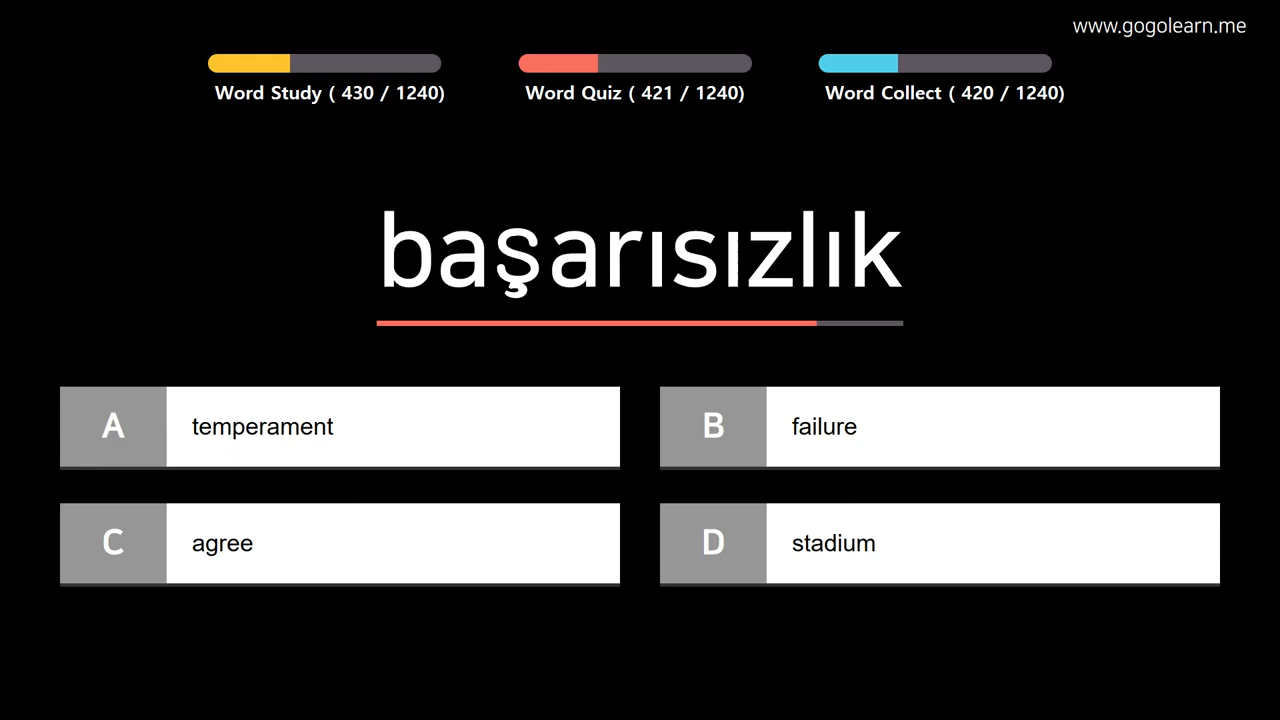 www.gogolearn.me
Word Study ( 430 / 1240)
Word Quiz ( 421 / 1240)
Word Collect ( 420 / 1240)
başarısızlık
A
temperament
B
failure
C
agree
D
stadium